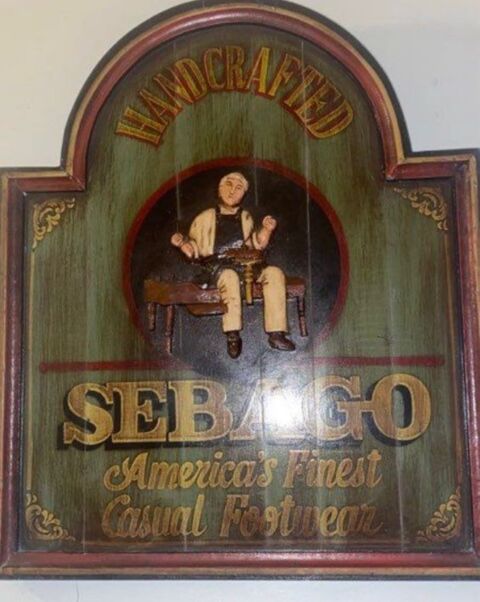 HANDCRAFTED
SEBAGO
America's Finest
Casual Footwear